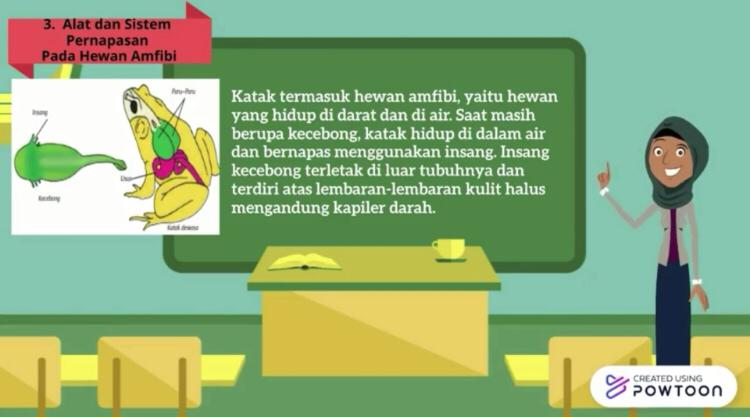 3. Alat dan Sistem
Pernapasan
Pada Hewan Amfibi
Insang
Kecebong
Paru-Paru
Usus
Katak dewasa
Katak termasuk hewan amfibi, yaitu hewan
yang hidup di darat dan di air. Saat masih
berupa kecebong, katak hidup di dalam air
dan bernapas menggunakan insang. Insang
kecebong terletak di luar tubuhnya dan
terdiri atas lembaran-lembaran kulit halus
mengandung kapiler darah.
CREATED USING
POWTOON